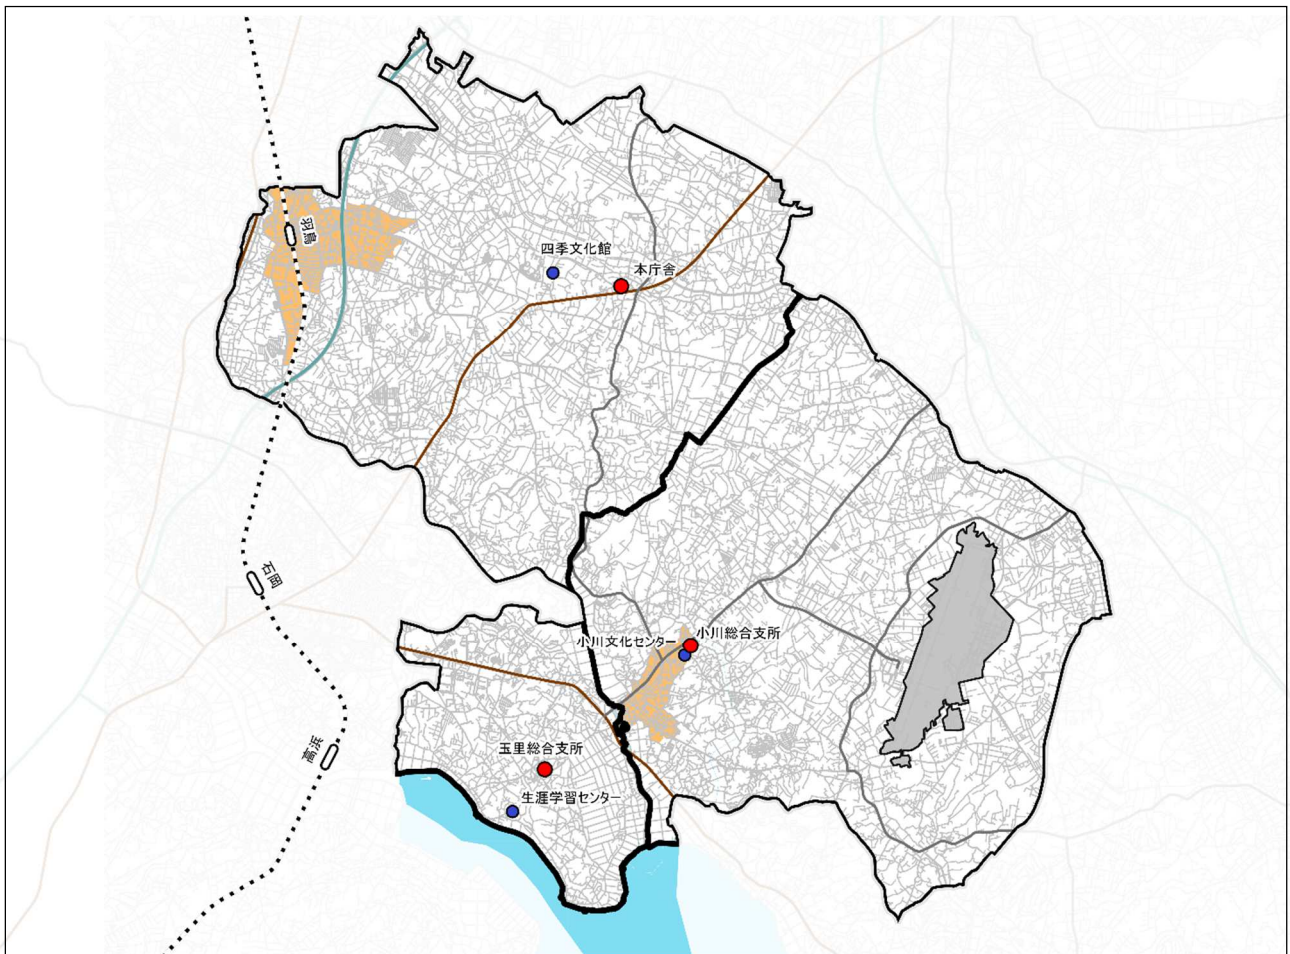 羽鳥
四季文化館
本庁舎
石岡
小川文化センター
小川総合支所
高浜
玉里総合支所
生涯学習センター